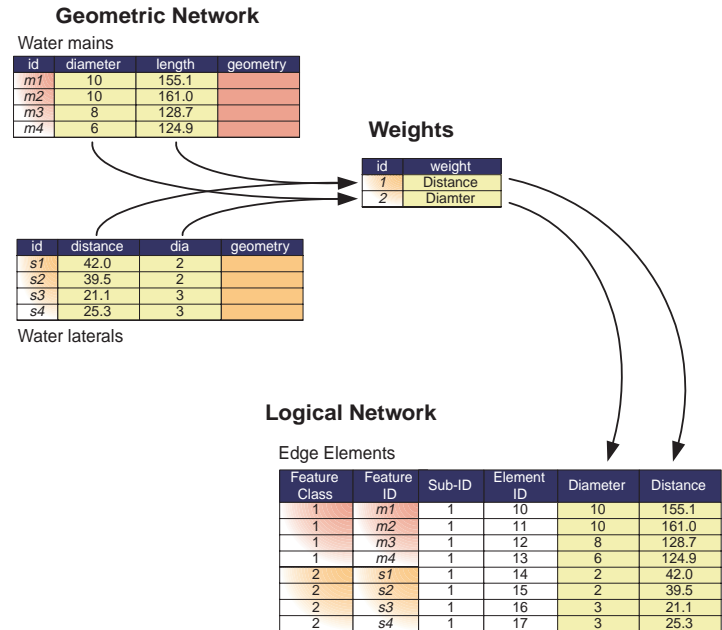 Geometric Network
Water mains
id diameter length geometry
m1 10 155.1
m2 10 161.0
m3 8 128.7
m4 6 124.9
Weights
id weight
1 Distance
2 Diamter
id distance dia geometry
s1 42.0 2
s2 39.5 2
s3 21.1 3
s4 25.3 3
Water laterals
Logical Network
Edge Elements
Feature Class Feature ID Sub-ID Element ID Diameter Distance
1 m1 1 10 10 155.1
1 m2 1 11 10 161.0
1 m3 1 12 8 128.7
1 m4 1 13 6 124.9
2 s1 1 14 2 42.0
2 s2 1 15 2 39.5
2 s3 1 16 3 21.1
2 s4 1 17 3 25.3